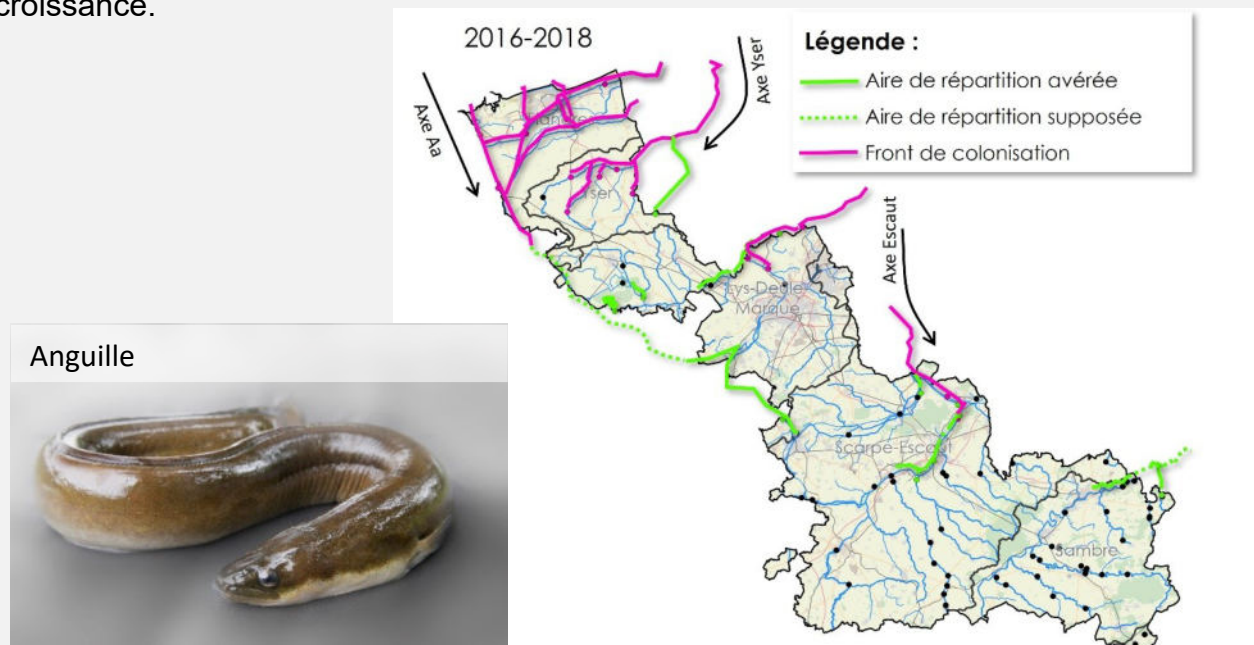 croissance.
2016-2018
Axe Aa
Axe Yser
Légende :
Aire de répartition avérée
Aire de répartition supposée
Front de colonisation
Yser
Axe Escaut
Lys-Deûle-
Marque
Anguille
Scarpe-Escaut
Sambre